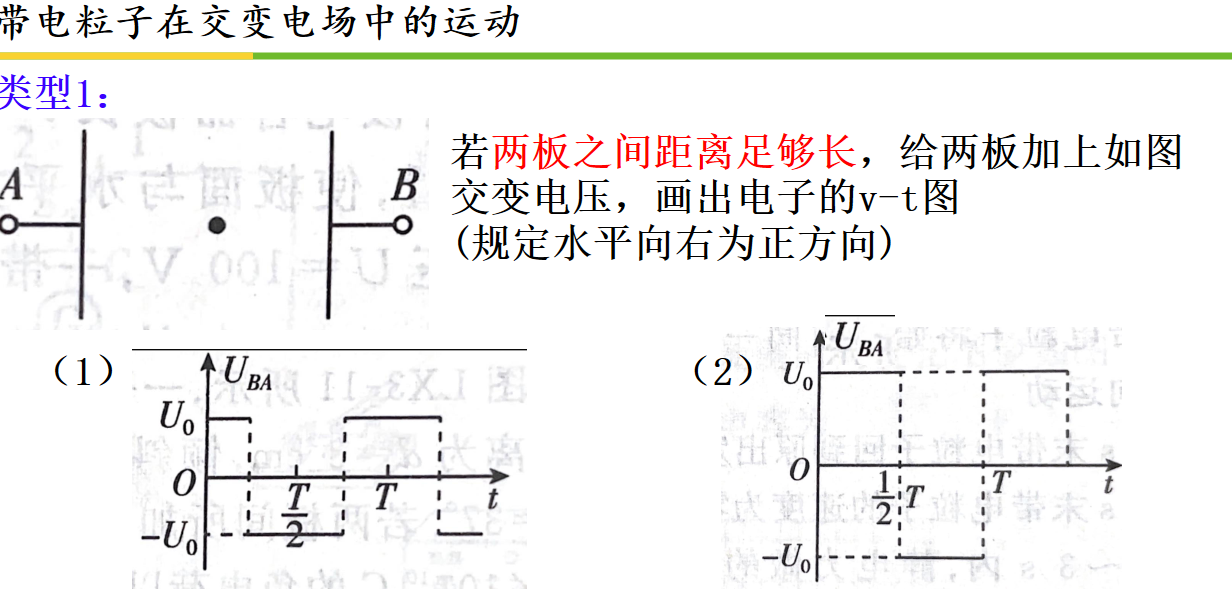 带电粒子在交变电场中的运动
类型1:
若两板之间距离足够长，给两板加上如图
交变电压，画出电子的v-t图
(规定水平向右为正方向)
A
B
（1）
U_BA
U_0
O
T/2
T
t
-U_0
（2）
U_BA
U_0
O
1/2 T
T
t
-U_0